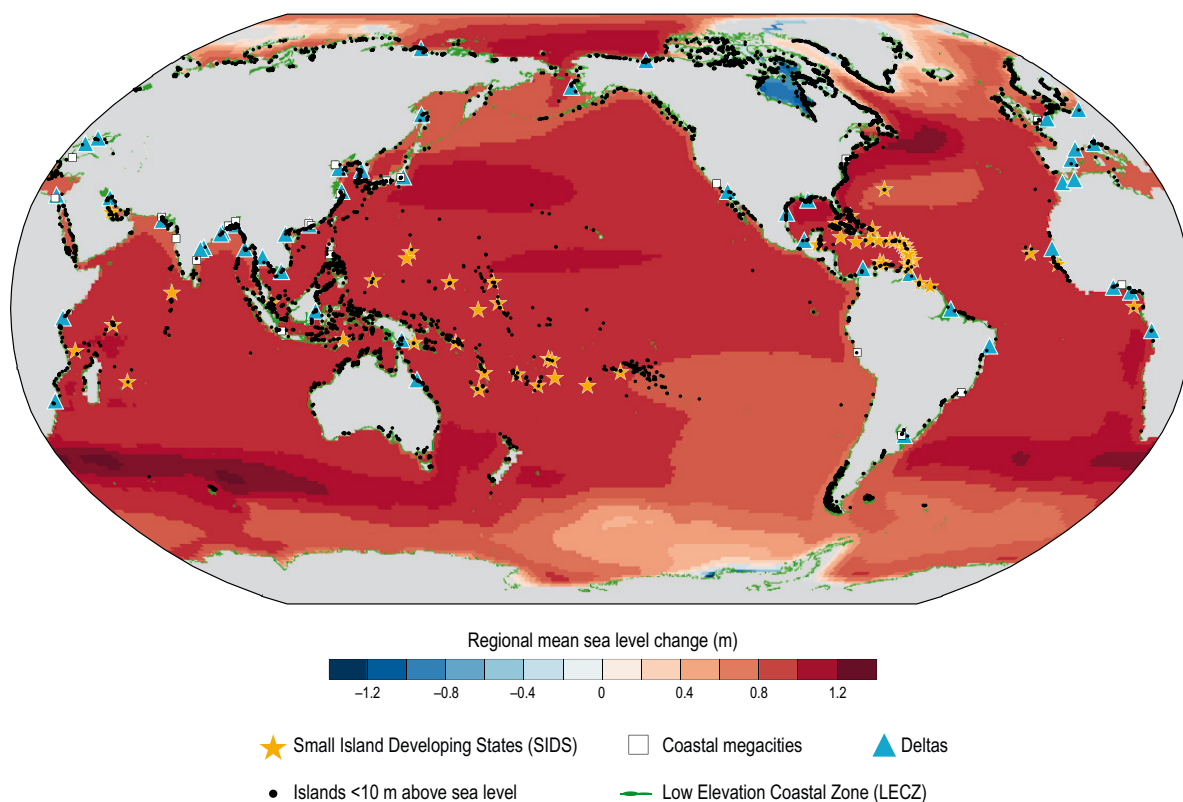 Regional mean sea level change (m)
–1.2 –0.8 –0.4 0 0.4 0.8 1.2
Small Island Developing States (SIDS) Coastal megacities Deltas
Islands <10 m above sea level Low Elevation Coastal Zone (LECZ)